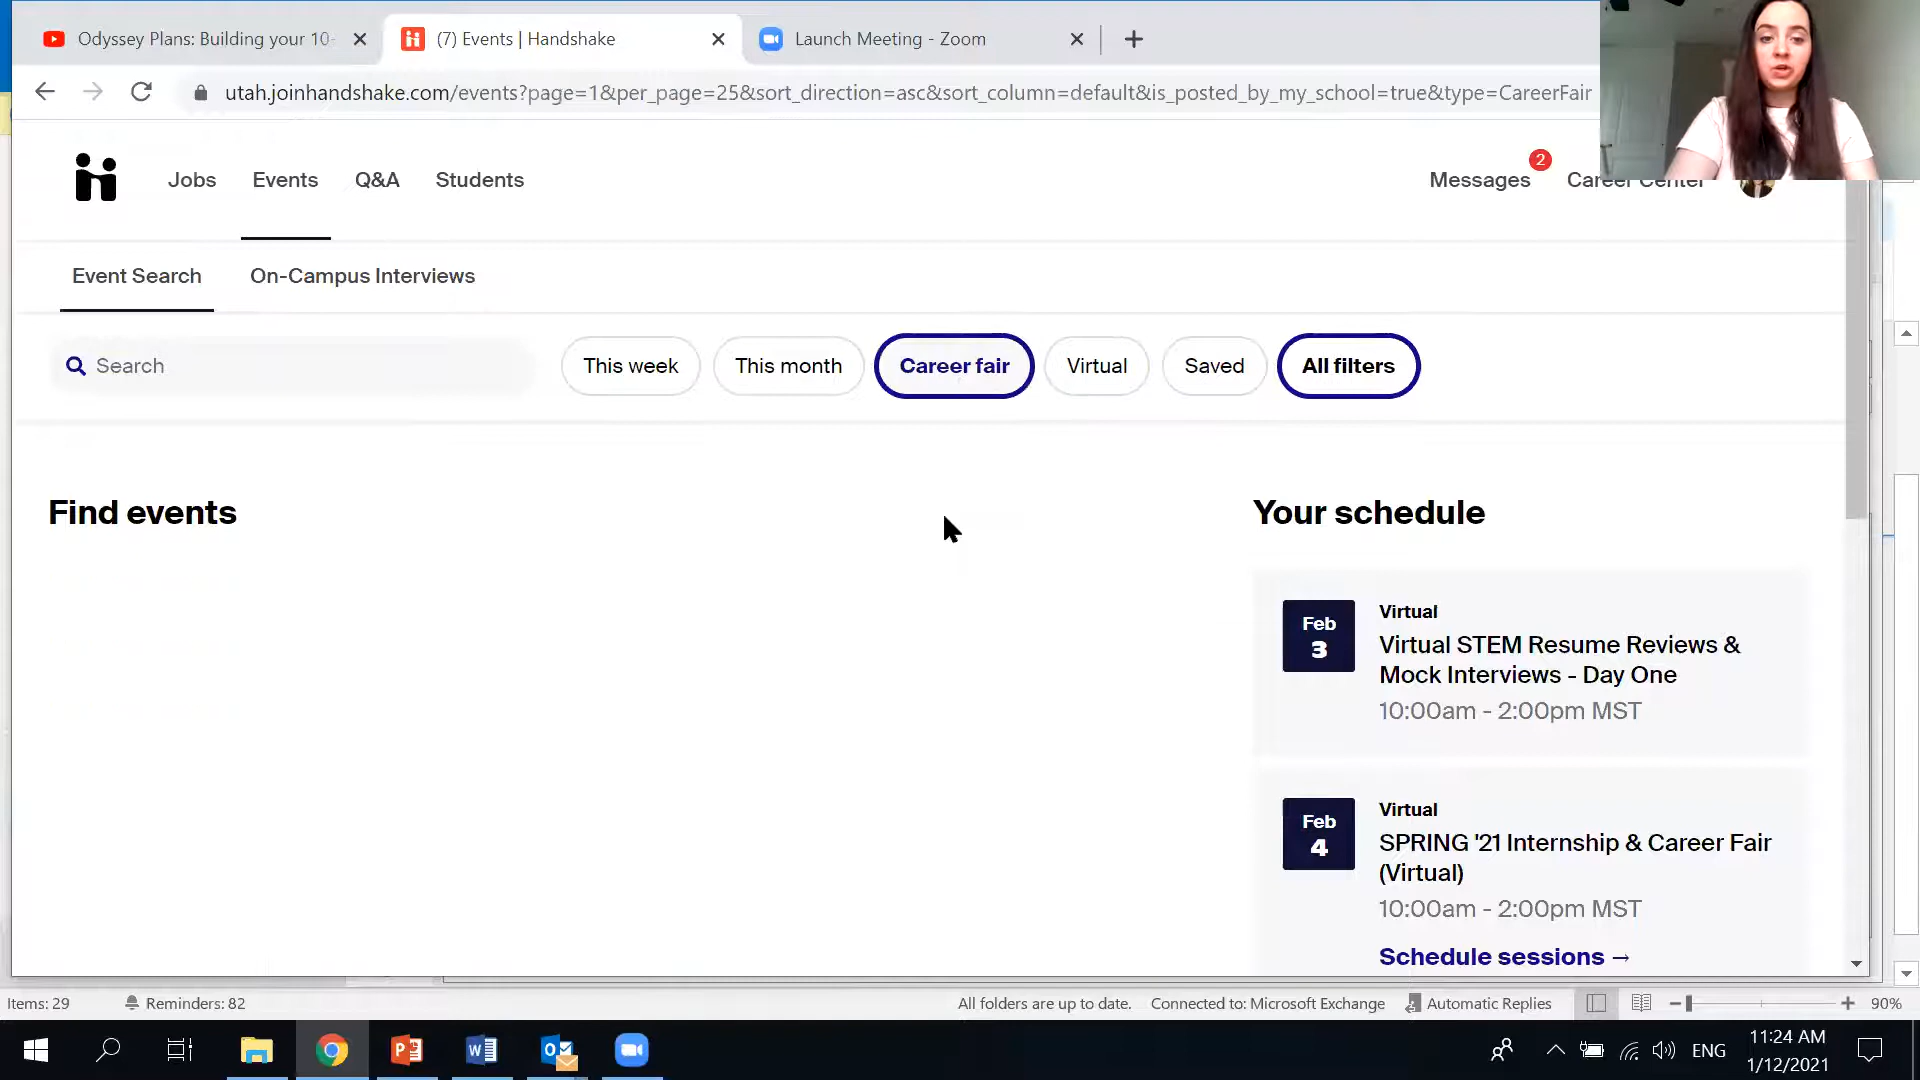 Odyssey Plans: Building your 10-
(7) Events | Handshake
Launch Meeting - Zoom
utah.joinhandshake.com/events?page=1&per_page=25&sort_direction=asc&sort_column=default&is_posted_by_my_school=true&type=CareerFair
Jobs
Events
Q&A
Students
Messages
2
Career Center
Event Search
On-Campus Interviews
Search
This week
This month
Career fair
Virtual
Saved
All filters
Find events
Your schedule
Feb
3
Virtual
Virtual STEM Resume Reviews &
Mock Interviews - Day One
10:00am - 2:00pm MST
Feb
4
Virtual
SPRING '21 Internship & Career Fair
(Virtual)
10:00am - 2:00pm MST
Schedule sessions →
Items: 29
Reminders: 82
All folders are up to date.
Connected to: Microsoft Exchange
Automatic Replies
90%
ENG
11:24 AM
1/12/2021